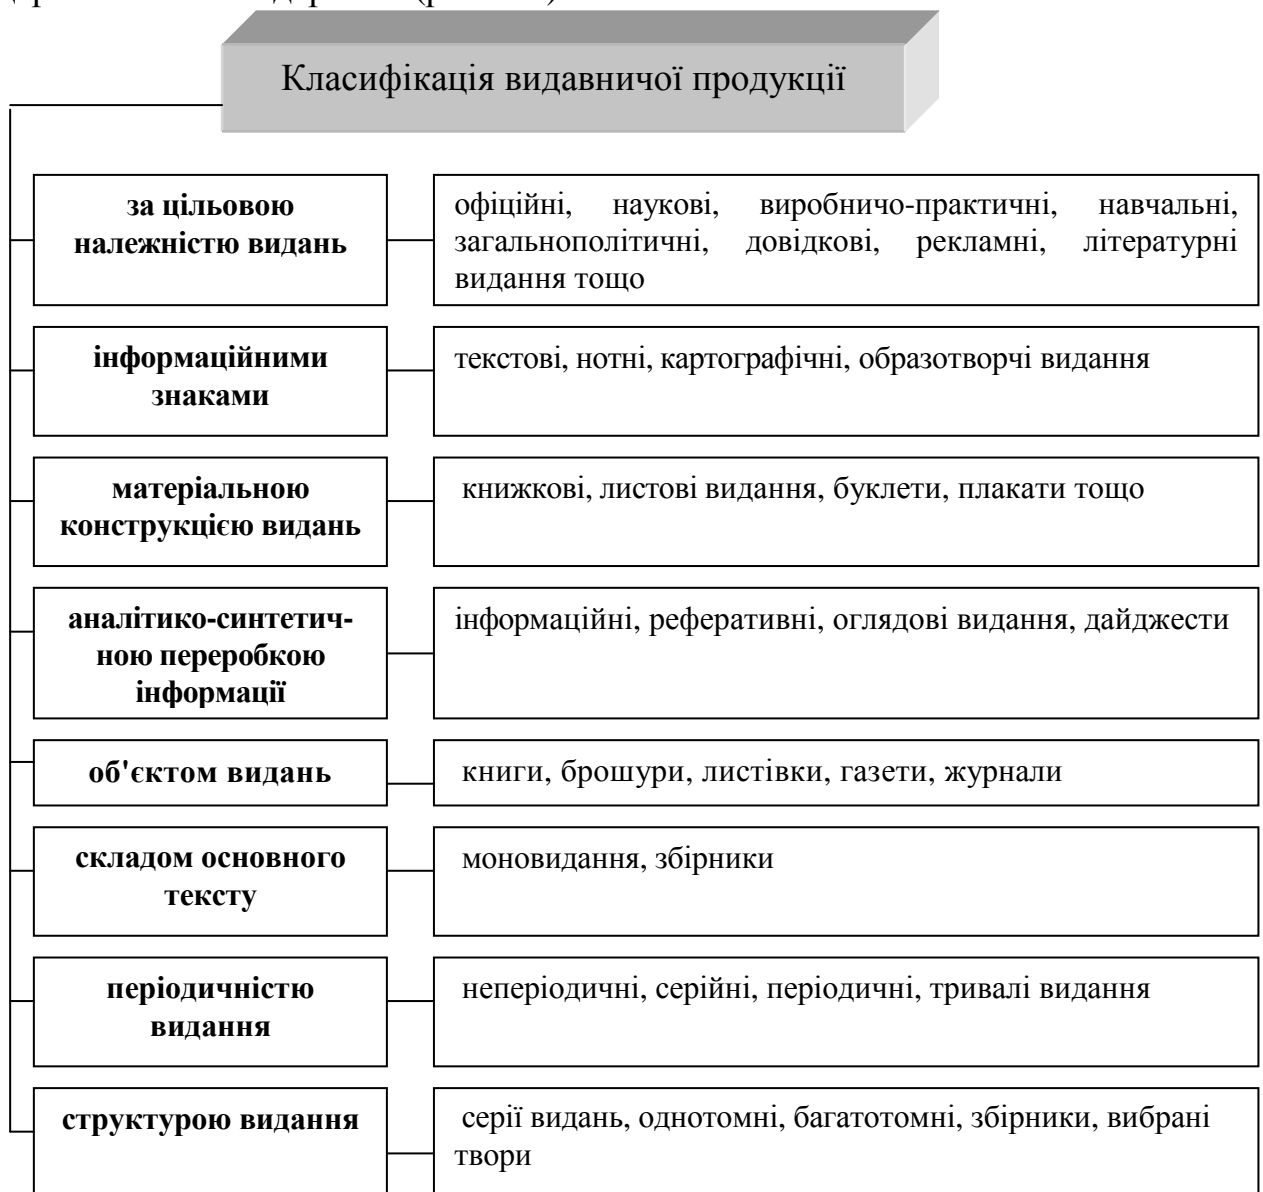 Класифікація видавничої продукції
за цільовою
належністю видань
офіційні, наукові, виробничо-практичні, навчальні,
загальнополітичні, довідкові, рекламні, літературні
видання тощо
інформаційними
знаками
текстові, нотні, картографічні, образотворчі видання
матеріальною
конструкцією видань
книжкові, листові видання, буклети, плакати тощо
аналітико-синтетич-
ною переробкою
інформації
інформаційні, реферативні, оглядові видання, дайджести
об'єктом видань
книги, брошури, листівки, газети, журнали
складом основного
тексту
моновидання, збірники
періодичністю
видання
неперіодичні, серійні, періодичні, тривалі видання
структурою видання
серії видань, однотомні, багатотомні, збірники, вибрані
твори